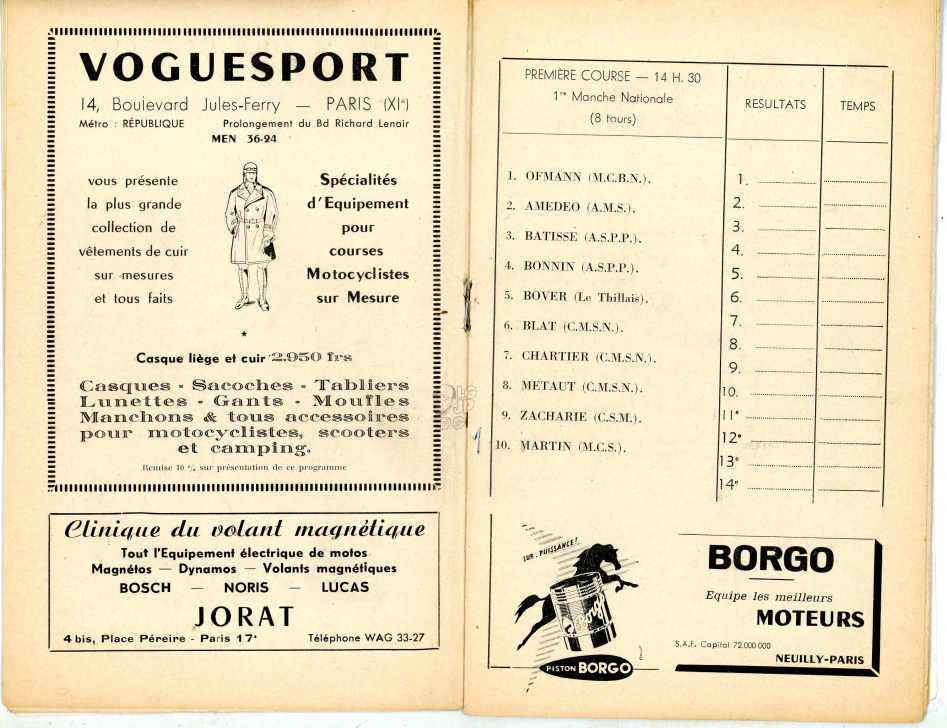 VOGUESPORT
14, Boulevard Jules-Ferry — PARIS (XIe)
Métro : RÉPUBLIQUE Prolongement du Bd Richard Lenoir
MEN 36-24
vous présente
la plus grande
collection de
vêtements de cuir
sur mesures
et tous faits
Spécialités
d'Equipement
pour
courses
Motocyclistes
sur Mesure
Casque liège et cuir 2.950 frs
Casques - Sacoches - Tabliers
Lunettes - Gants - Moufles
Manchons & tous accessoires
pour motocyclistes, scooters
et camping.
Remise 10 %, sur présentation de ce programme
Clinique du volant magnétique
Tout l'Equipement électrique de motos
Magnétos — Dynamos — Volants magnétiques
BOSCH — NORIS — LUCAS
JORAT
4 bis, Place Péreire - Paris 17e Téléphone WAG 33-27
PREMIÈRE COURSE — 14 H. 30
1re Manche Nationale
(8 tours)
RESULTATS TEMPS
1. OFMANN (M.C.B.N.).
2. AMEDEO (A.M.S.).
3. BATISSE (A.S.P.P.).
4. BONNIN (A.S.P.P.).
5. BOVER (Le Thillais).
6. BLAT (C.M.S.N.).
7. CHARTIER (C.M.S.N.).
8. METAUT (C.M.S.N.).
9. ZACHARIE (C.S.M.).
10. MARTIN (M.C.S.).
1.
2.
3.
4.
5.
6.
7.
8.
9.
10.
11e
12e
13e
14e
SUR-PUISSANCE !
Borgo
PISTON BORGO
BORGO
Equipe les meilleurs
MOTEURS
S.A.F. Capital 72.000.000
NEUILLY-PARIS